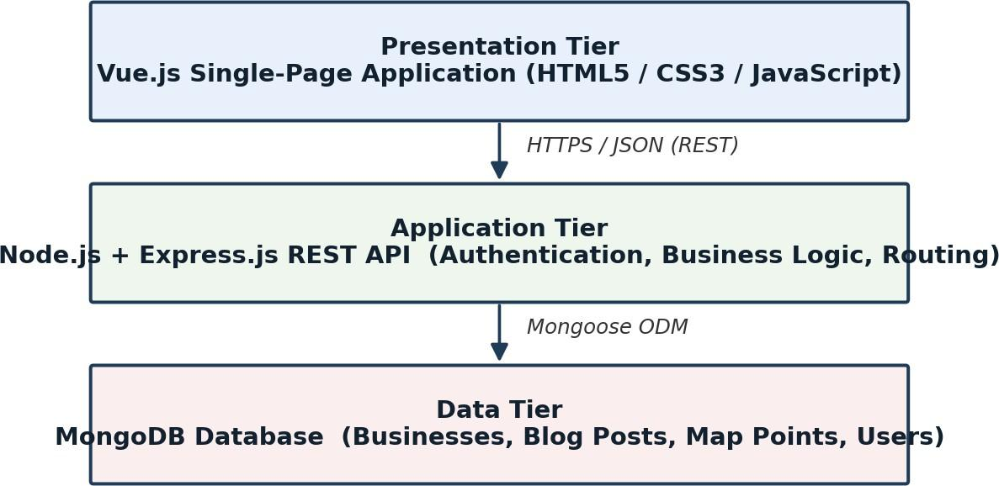 Presentation Tier
Vue.js Single-Page Application (HTML5 / CSS3 / JavaScript)
HTTPS / JSON (REST)
Application Tier
Node.js + Express.js REST API  (Authentication, Business Logic, Routing)
Mongoose ODM
Data Tier
MongoDB Database  (Businesses, Blog Posts, Map Points, Users)